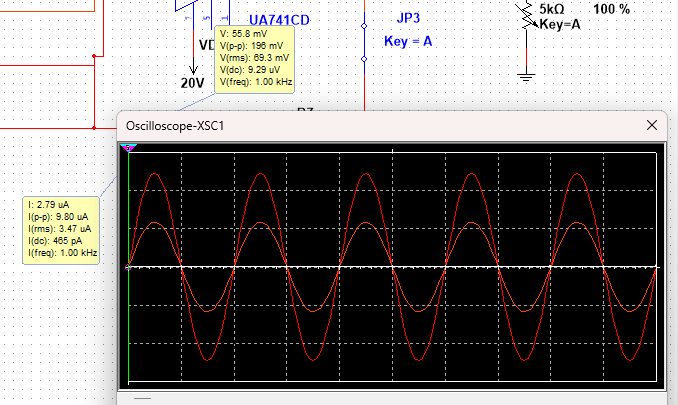 5kΩ
100 %
Key=A
JP3
Key = A
UA741CD
7
5
1
V: 55.8 mV
V(p-p): 196 mV
V(rms): 69.3 mV
V(dc): 9.29 uV
V(freq): 1.00 kHz
VD
20V
Oscilloscope-XSC1
I: 2.79 uA
I(p-p): 9.80 uA
I(rms): 3.47 uA
I(dc): 465 pA
I(freq): 1.00 kHz